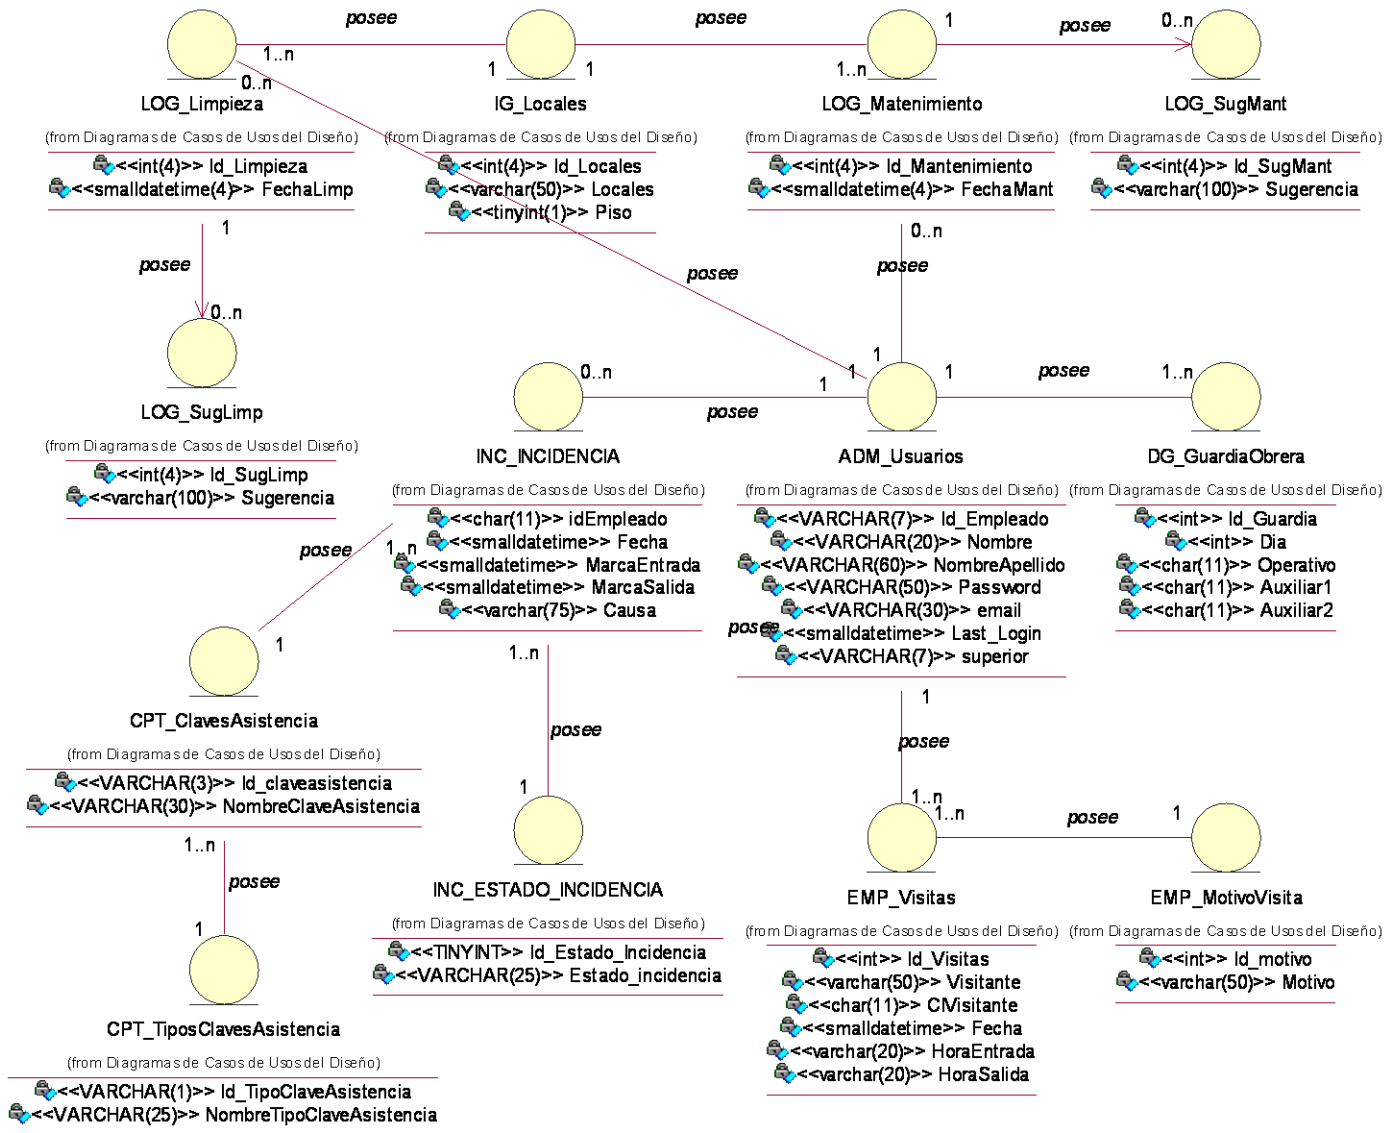 posee
posee
1
posee
0..n
1..n
1
1
1..n
0..n
LOG_Limpieza
IG_Locales
LOG_Matenimiento
LOG_SugMant
(from Diagramas de Casos de Usos del Diseño)
(from Diagramas de Casos de Usos del Diseño)
(from Diagramas de Casos de Usos del Diseño)
(from Diagramas de Casos de Usos del Diseño)
<<int(4)>> Id_Limpieza
<<smalldatetime(4)>> FechaLimp
<<int(4)>> Id_Locales
<<varchar(50)>> Locales
<<tinyint(1)>> Piso
<<int(4)>> Id_Mantenimiento
<<smalldatetime(4)>> FechaMant
<<int(4)>> Id_SugMant
<<varchar(100)>> Sugerencia
1
posee
0..n
0..n
posee
posee
1
LOG_SugLimp
(from Diagramas de Casos de Usos del Diseño)
<<int(4)>> Id_SugLimp
<<varchar(100)>> Sugerencia
0..n
posee
1
1
1
posee
1..n
INC_INCIDENCIA
(from Diagramas de Casos de Usos del Diseño)
<<char(11)>> idEmpleado
<<smalldatetime>> Fecha
<<smalldatetime>> MarcaEntrada
<<smalldatetime>> MarcaSalida
<<varchar(75)>> Causa
ADM_Usuarios
(from Diagramas de Casos de Usos del Diseño)
<<VARCHAR(7)>> Id_Empleado
<<VARCHAR(20)>> Nombre
<<VARCHAR(60)>> NombreApellido
<<VARCHAR(50)>> Password
<<VARCHAR(30)>> email
<<smalldatetime>> Last_Login
<<VARCHAR(7)>> superior
posee
DG_GuardiaObrera
(from Diagramas de Casos de Usos del Diseño)
<<int>> Id_Guardia
<<int>> Dia
<<char(11)>> Operativo
<<char(11)>> Auxiliar1
<<char(11)>> Auxiliar2
posee
1..n
1
CPT_ClavesAsistencia
(from Diagramas de Casos de Usos del Diseño)
<<VARCHAR(3)>> Id_claveasistencia
<<VARCHAR(30)>> NombreClaveAsistencia
1..n
posee
1
CPT_TiposClavesAsistencia
(from Diagramas de Casos de Usos del Diseño)
<<VARCHAR(1)>> Id_TipoClaveAsistencia
<<VARCHAR(25)>> NombreTipoClaveAsistencia
1..n
posee
1
INC_ESTADO_INCIDENCIA
(from Diagramas de Casos de Usos del Diseño)
<<TINYINT>> Id_Estado_Incidencia
<<VARCHAR(25)>> Estado_incidencia
1
posee
1..n
1..n
posee
1
EMP_Visitas
(from Diagramas de Casos de Usos del Diseño)
<<int>> Id_Visitas
<<varchar(50)>> Visitante
<<char(11)>> CIVisitante
<<smalldatetime>> Fecha
<<varchar(20)>> HoraEntrada
<<varchar(20)>> HoraSalida
EMP_MotivoVisita
(from Diagramas de Casos de Usos del Diseño)
<<int>> Id_motivo
<<varchar(50)>> Motivo